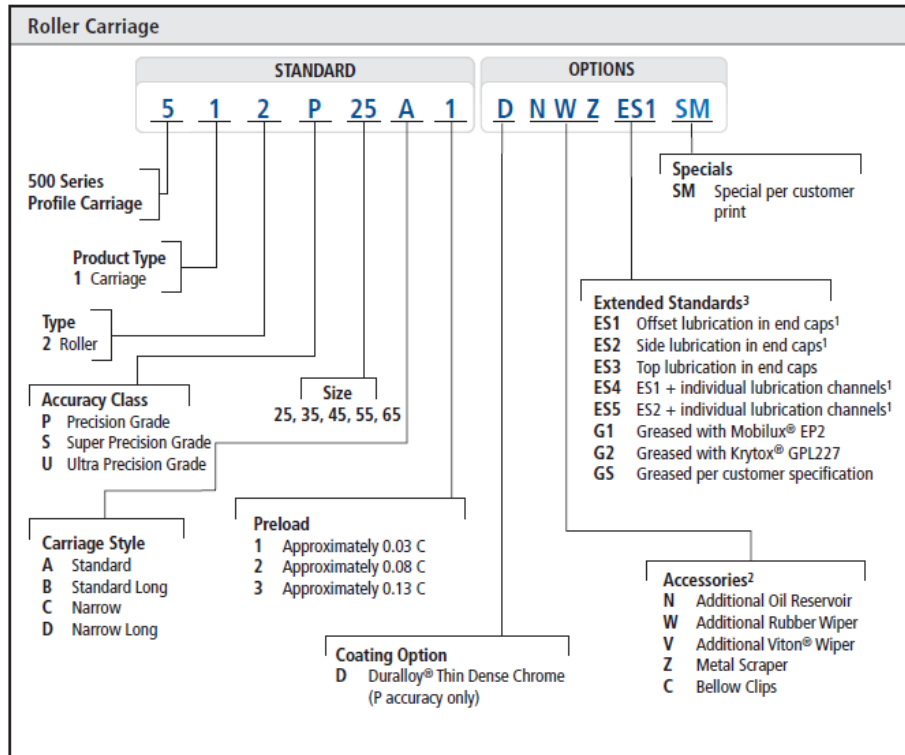 Roller Carriage
STANDARD
OPTIONS
5 1 2 P 25 A 1 D N W Z ES1 SM
500 Series
Profile Carriage
Product Type
1 Carriage
Type
2 Roller
Accuracy Class
P Precision Grade
S Super Precision Grade
U Ultra Precision Grade
Size
25, 35, 45, 55, 65
Carriage Style
A Standard
B Standard Long
C Narrow
D Narrow Long
Preload
1 Approximately 0.03 C
2 Approximately 0.08 C
3 Approximately 0.13 C
Coating Option
D Duralloy® Thin Dense Chrome
(P accuracy only)
Specials
SM Special per customer
print
Extended Standards³
ES1 Offset lubrication in end caps¹
ES2 Side lubrication in end caps¹
ES3 Top lubrication in end caps
ES4 ES1 + individual lubrication channels¹
ES5 ES2 + individual lubrication channels¹
G1 Greased with Mobilux® EP2
G2 Greased with Krytox® GPL227
GS Greased per customer specification
Accessories²
N Additional Oil Reservoir
W Additional Rubber Wiper
V Additional Viton® Wiper
Z Metal Scraper
C Bellow Clips